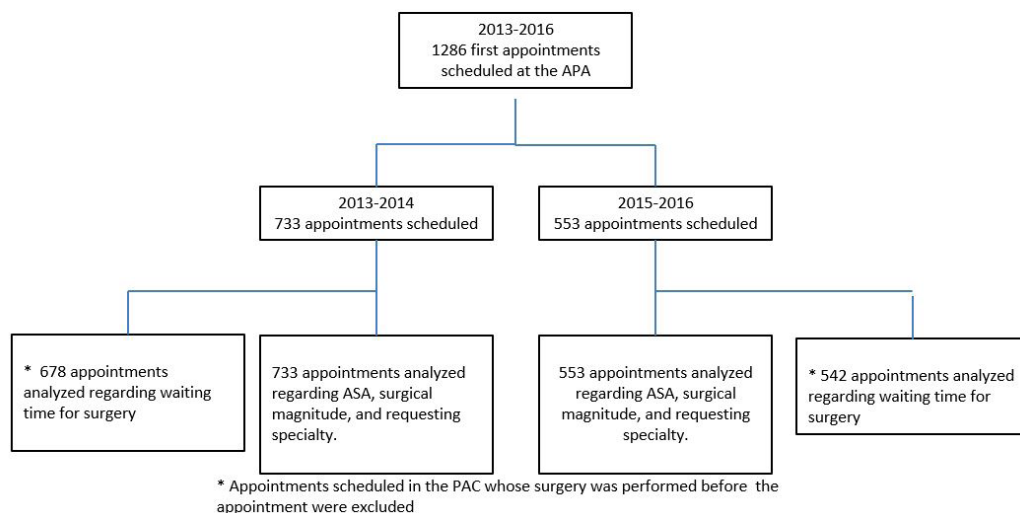 2013-2016
1286 first appointments
scheduled at the APA
2013-2014
733 appointments scheduled
2015-2016
553 appointments scheduled
* 678 appointments
analyzed regarding waiting
time for surgery
733 appointments analyzed
regarding ASA, surgical
magnitude, and requesting
specialty.
553 appointments analyzed
regarding ASA, surgical
magnitude, and requesting
specialty.
* 542 appointments analyzed
regarding waiting time for
surgery
* Appointments scheduled in the PAC whose surgery was performed before the
appointment were excluded